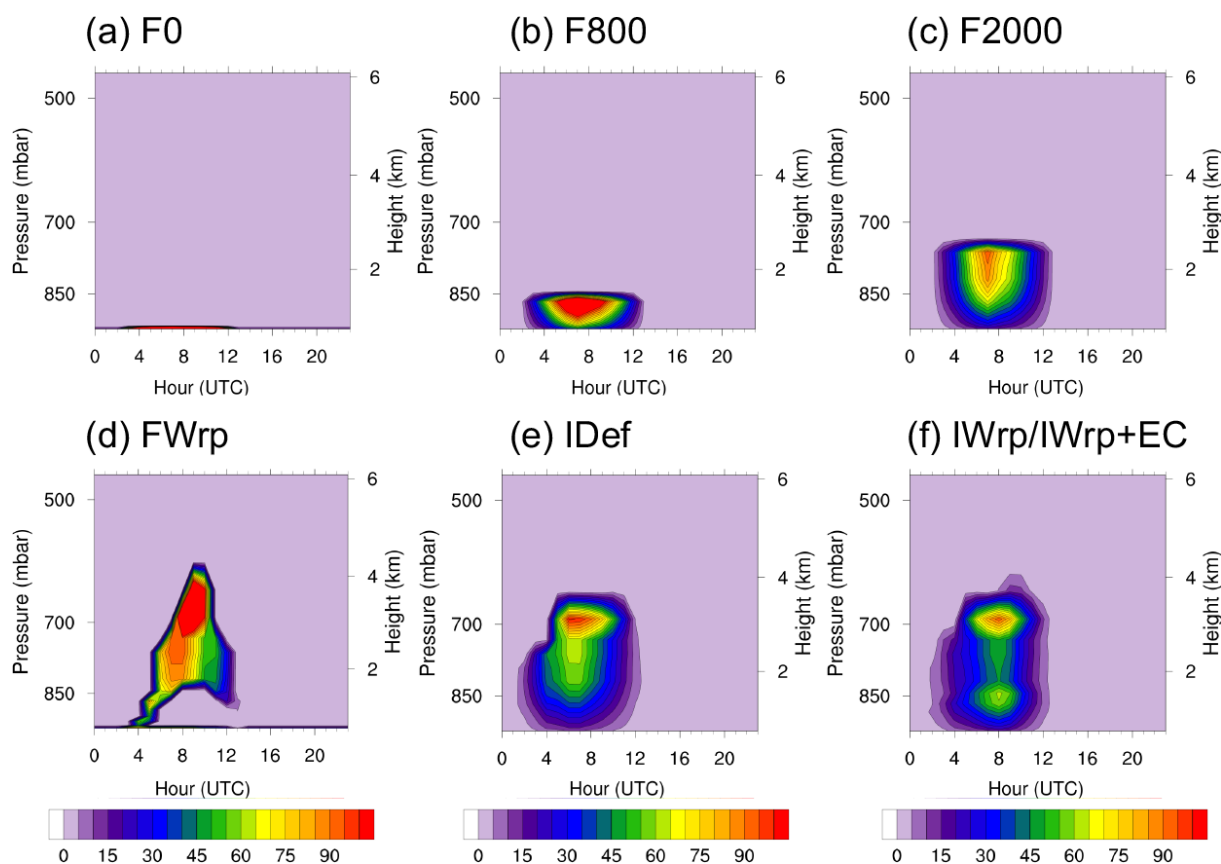 (a) F0
(b) F800
(c) F2000
500
700
850
Pressure (mbar)
6
4
2
Height (km)
0 4 8 12 16 20
Hour (UTC)
500
700
850
Pressure (mbar)
6
4
2
Height (km)
0 4 8 12 16 20
Hour (UTC)
500
700
850
Pressure (mbar)
6
4
2
Height (km)
0 4 8 12 16 20
Hour (UTC)
(d) FWrp
(e) IDef
(f) IWrp/IWrp+EC
500
700
850
Pressure (mbar)
6
4
2
Height (km)
0 4 8 12 16 20
Hour (UTC)
500
700
850
Pressure (mbar)
6
4
2
Height (km)
0 4 8 12 16 20
Hour (UTC)
500
700
850
Pressure (mbar)
6
4
2
Height (km)
0 4 8 12 16 20
Hour (UTC)
0 15 30 45 60 75 90
0 15 30 45 60 75 90
0 15 30 45 60 75 90